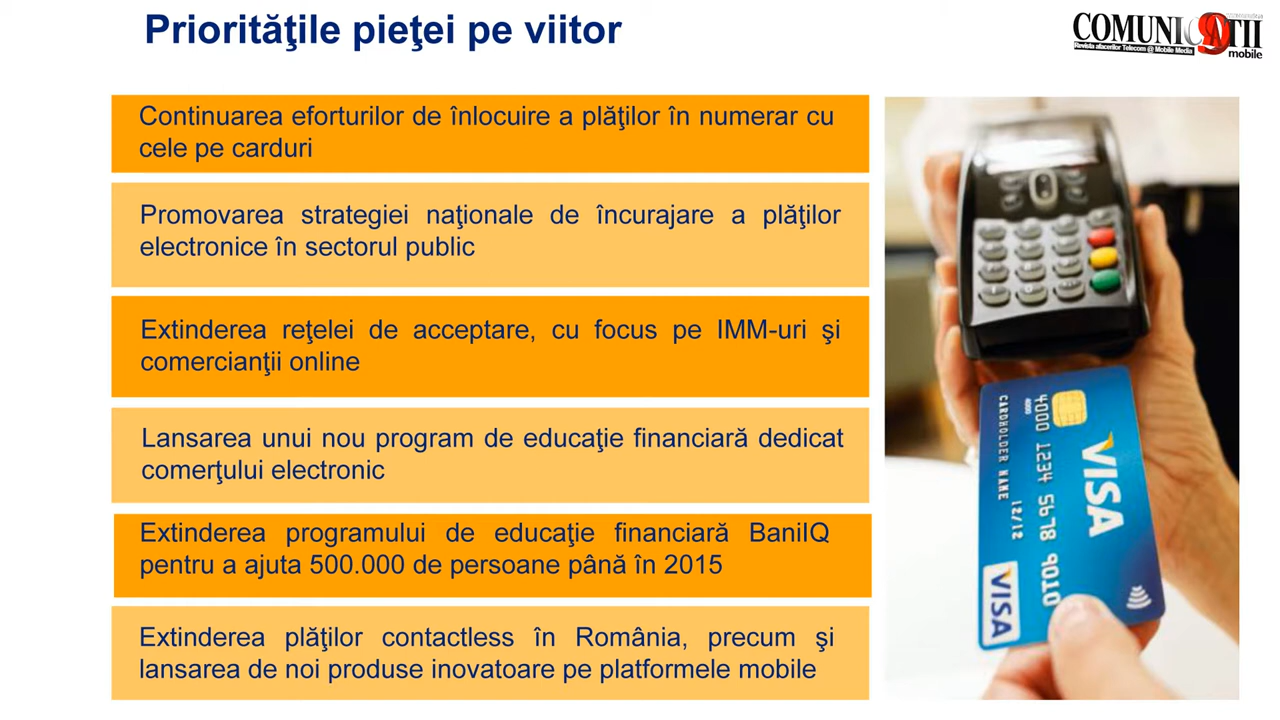 Priorităţile pieţei pe viitor
COMUNICAŢII
Revista afacerilor Telecom @ Mobile Media
mobile
Continuarea eforturilor de înlocuire a plăţilor în numerar cu
cele pe carduri
Promovarea strategiei naţionale de încurajare a plăţilor
electronice în sectorul public
Extinderea reţelei de acceptare, cu focus pe IMM-uri şi
comercianţii online
Lansarea unui nou program de educaţie financiară dedicat
comerţului electronic
Extinderea programului de educaţie financiară BaniIQ
pentru a ajuta 500.000 de persoane până în 2015
Extinderea plăţilor contactless în România, precum şi
lansarea de noi produse inovatoare pe platformele mobile
VISA
4000 1234 5678 9010
4000
12/12
CARDHOLDER NAME
VISA